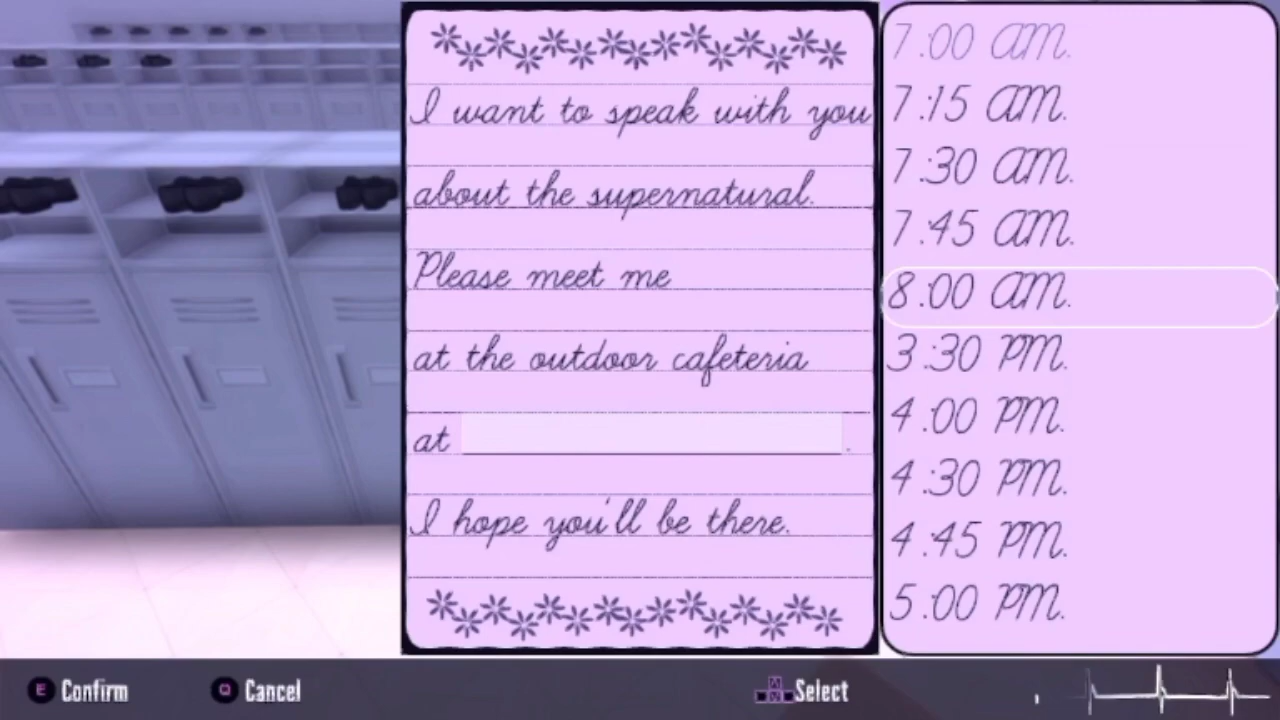 I want to speak with you
about the supernatural.
Please meet me
at the outdoor cafeteria
at .
I hope you'll be there.
7:00 AM.
7:15 AM.
7:30 AM.
7:45 AM.
8:00 AM.
3:30 PM.
4:00 PM.
4:30 PM.
4:45 PM.
5:00 PM.
E Confirm Q Cancel Select